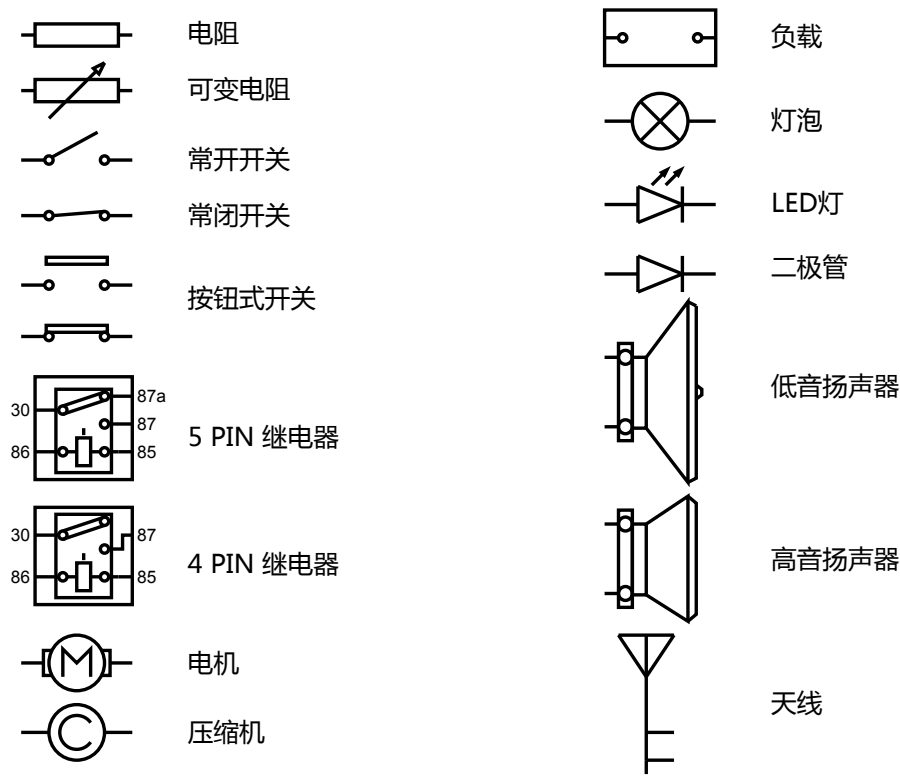 电阻
可变电阻
常开开关
常闭开关
按钮式开关
30
87a
87
86
85
5 PIN 继电器
30
87
86
85
4 PIN 继电器
M
电机
C
压缩机
负载
灯泡
LED灯
二极管
低音扬声器
高音扬声器
天线